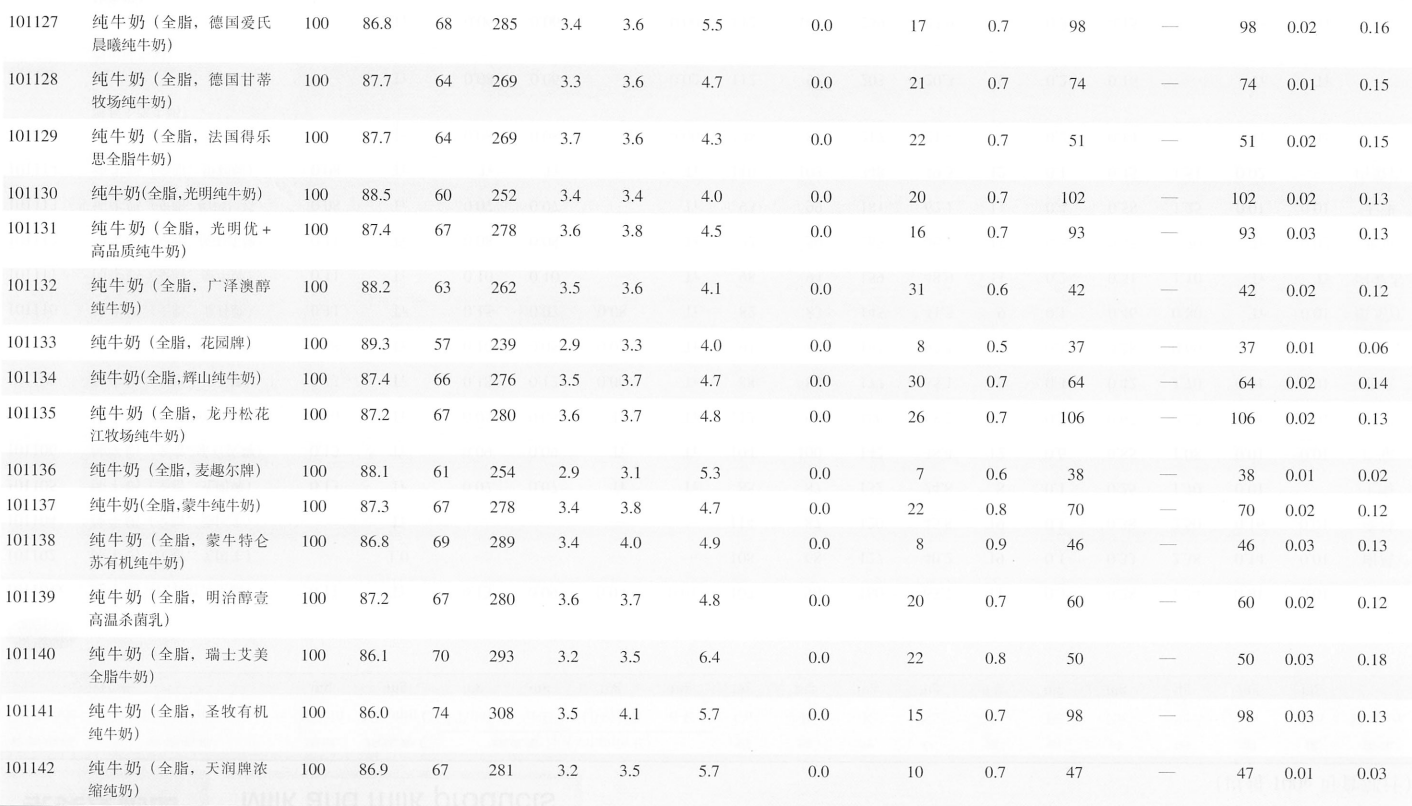 101127 纯牛奶（全脂，德国爱氏 100 86.8 68 285 3.4 3.6 5.5 0.0 17 0.7 98 — 98 0.02 0.16
晨曦纯牛奶）
101128 纯牛奶（全脂，德国甘蒂 100 87.7 64 269 3.3 3.6 4.7 0.0 21 0.7 74 — 74 0.01 0.15
牧场纯牛奶）
101129 纯牛奶（全脂，法国得乐 100 87.7 64 269 3.7 3.6 4.3 0.0 22 0.7 51 — 51 0.02 0.15
思全脂牛奶）
101130 纯牛奶(全脂,光明纯牛奶) 100 88.5 60 252 3.4 3.4 4.0 0.0 20 0.7 102 — 102 0.02 0.13
101131 纯牛奶（全脂，光明优+ 100 87.4 67 278 3.6 3.8 4.5 0.0 16 0.7 93 — 93 0.03 0.13
高品质纯牛奶）
101132 纯牛奶（全脂，广泽澳醇 100 88.2 63 262 3.5 3.6 4.1 0.0 31 0.6 42 — 42 0.02 0.12
纯牛奶）
101133 纯牛奶（全脂，花园牌） 100 89.3 57 239 2.9 3.3 4.0 0.0 8 0.5 37 — 37 0.01 0.06
101134 纯牛奶(全脂,辉山纯牛奶) 100 87.4 66 276 3.5 3.7 4.7 0.0 30 0.7 64 — 64 0.02 0.14
101135 纯牛奶（全脂，龙丹松花 100 87.2 67 280 3.6 3.7 4.8 0.0 26 0.7 106 — 106 0.02 0.13
江牧场纯牛奶）
101136 纯牛奶（全脂,麦趣尔牌） 100 88.1 61 254 2.9 3.1 5.3 0.0 7 0.6 38 — 38 0.01 0.02
101137 纯牛奶(全脂,蒙牛纯牛奶) 100 87.3 67 278 3.4 3.8 4.7 0.0 22 0.8 70 — 70 0.02 0.12
101138 纯牛奶（全脂，蒙牛特仑 100 86.8 69 289 3.4 4.0 4.9 0.0 8 0.9 46 — 46 0.03 0.13
苏有机纯牛奶）
101139 纯牛奶（全脂，明治醇壹 100 87.2 67 280 3.6 3.7 4.8 0.0 20 0.7 60 — 60 0.02 0.12
高温杀菌乳）
101140 纯牛奶（全脂，瑞士艾美 100 86.1 70 293 3.2 3.5 6.4 0.0 22 0.8 50 — 50 0.03 0.18
全脂牛奶）
101141 纯牛奶（全脂，圣牧有机 100 86.0 74 308 3.5 4.1 5.7 0.0 15 0.7 98 — 98 0.03 0.13
纯牛奶）
101142 纯牛奶（全脂，天润牌浓 100 86.9 67 281 3.2 3.5 5.7 0.0 10 0.7 47 — 47 0.01 0.03
缩纯奶）